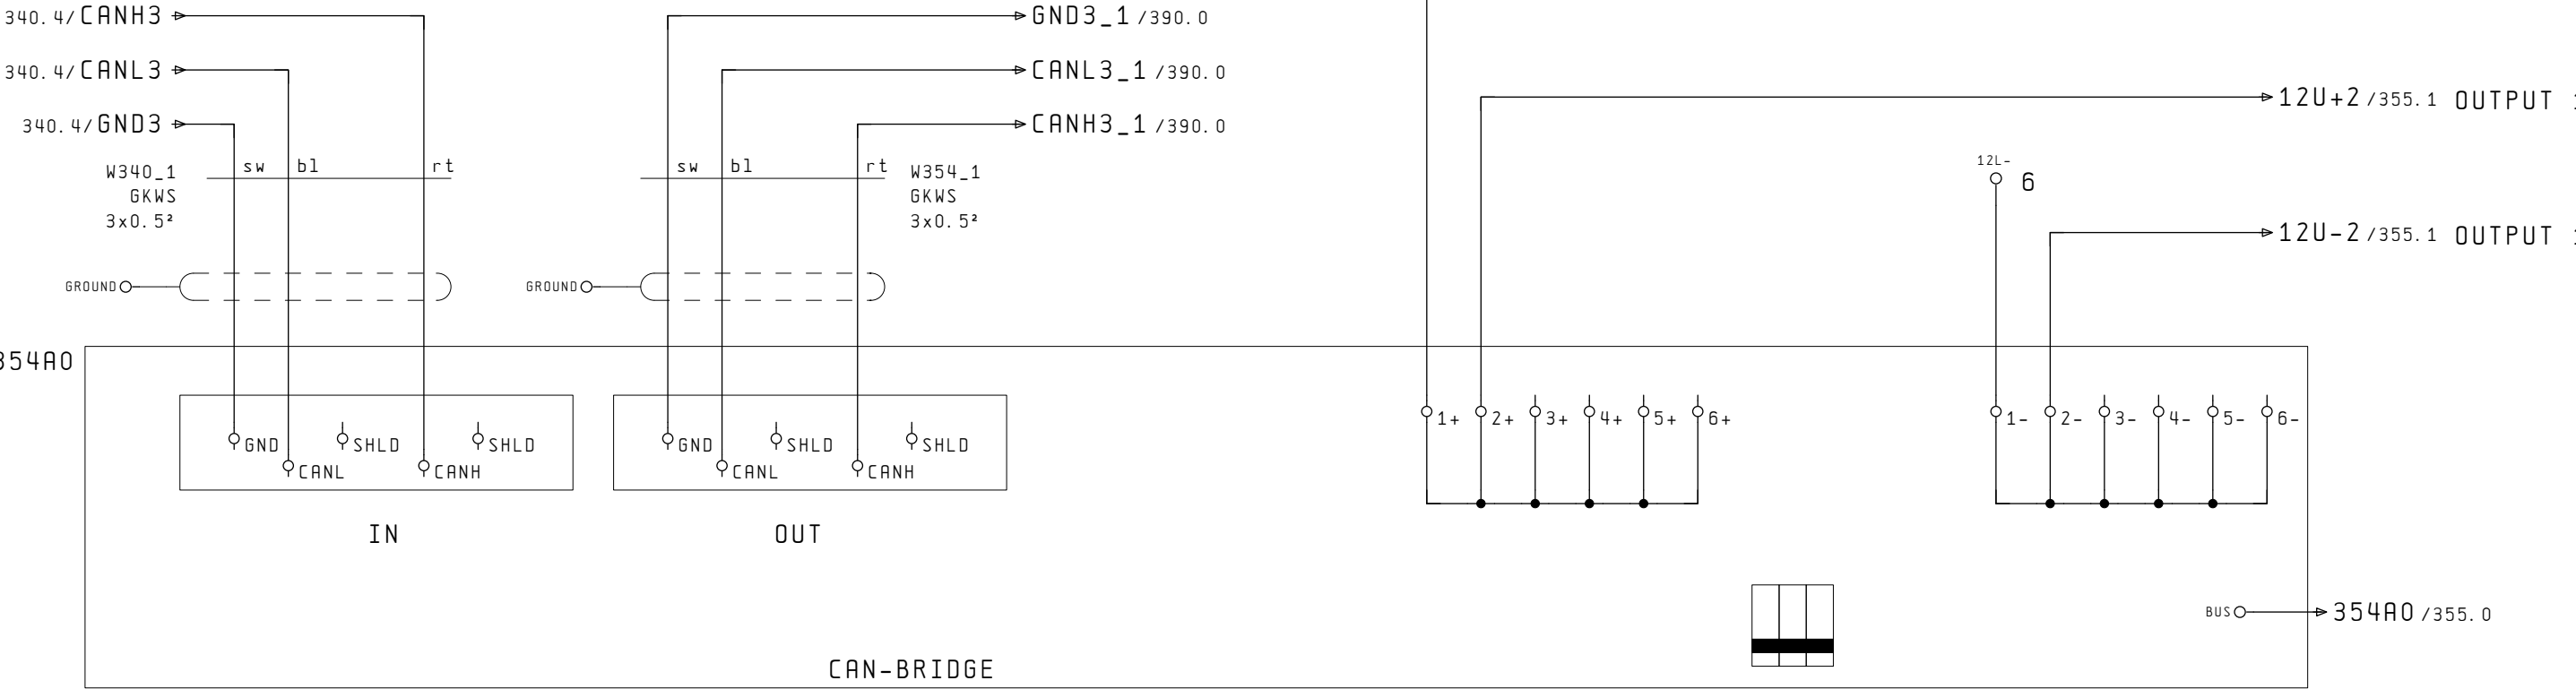 340.4/CANH3
GND3_1 /390.0
340.4/CANL3
CANL3_1 /390.0
12U+2 /355.1 OUTPUT
340.4/GND3
CANH3_1 /390.0
W340_1
GKWS
3x0.5²
sw bl rt
sw bl rt
W354_1
GKWS
3x0.5²
12L-
6
12U-2 /355.1 OUTPUT
GROUND
GROUND
354A0
1+ 2+ 3+ 4+ 5+ 6+
1- 2- 3- 4- 5- 6-
GND SHLD SHLD
CANL CANH
GND SHLD SHLD
CANL CANH
IN
OUT
BUS
354A0 /355.0
CAN-BRIDGE